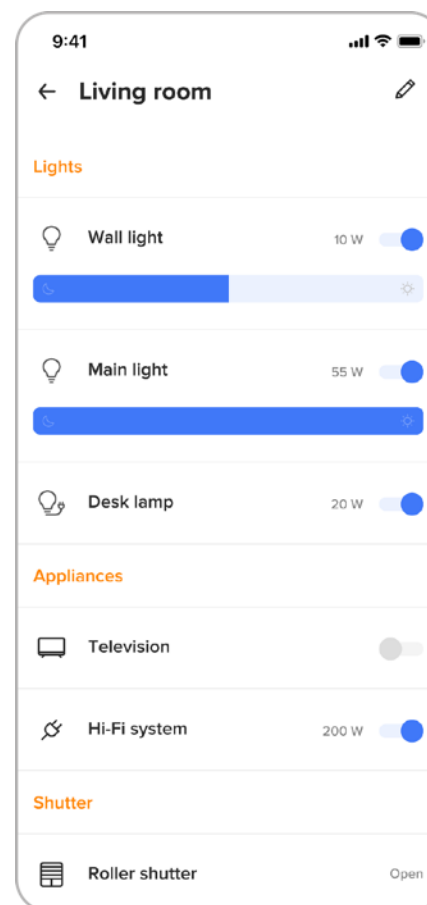 9:41
Living room
Lights
Wall light 10 W
Main light 55 W
Desk lamp 20 W
Appliances
Television
Hi-Fi system 200 W
Shutter
Roller shutter Open